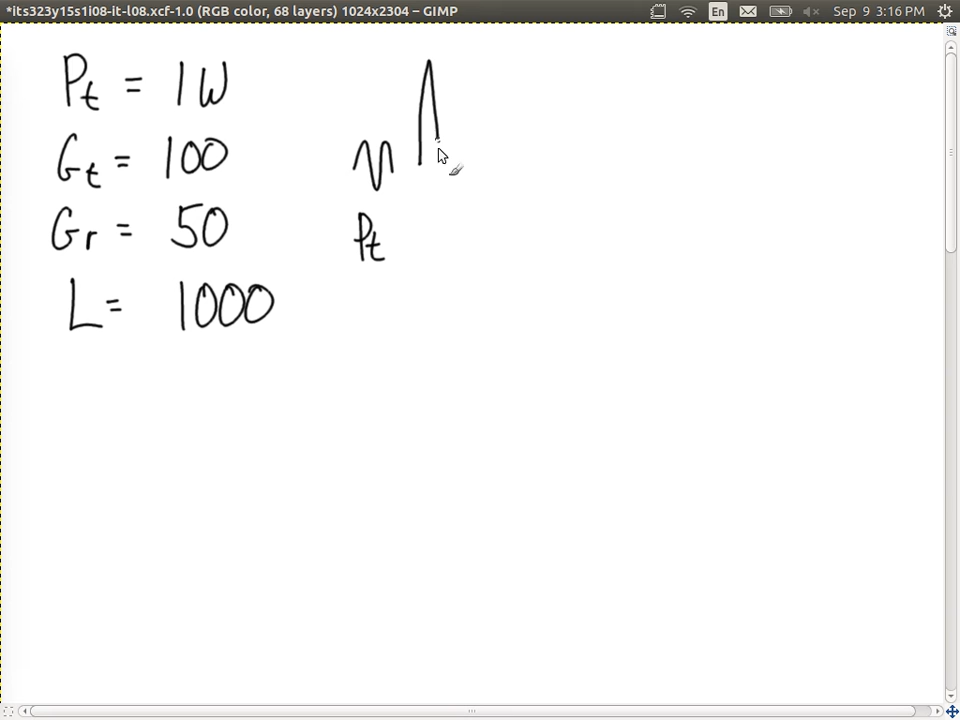 *its323y15s1i08-it-l08.xcf-1.0 (RGB color, 68 layers) 1024x2304 – GIMP
En
Sep 9 3:16 PM
Pt = 1W
Gt = 100
Gr = 50
Pt
L = 1000